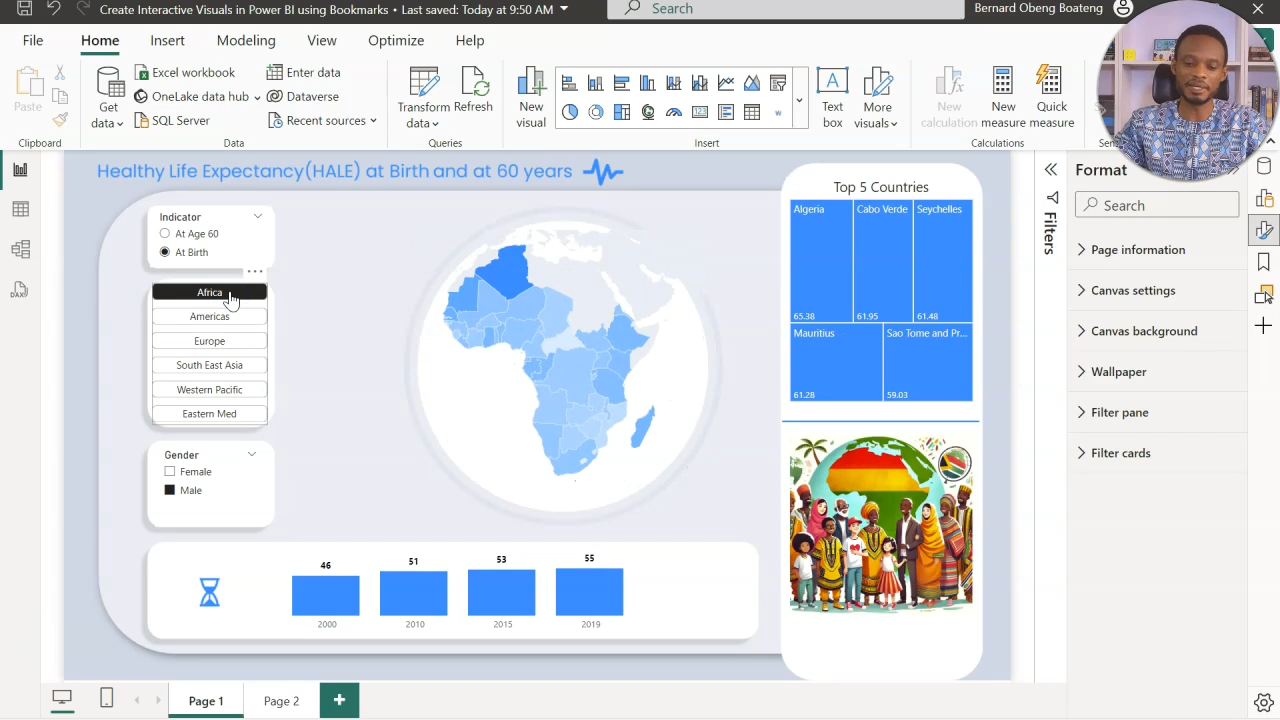 Create Interactive Visuals in Power BI using Bookmarks • Last saved: Today at 9:50 AM
Search
Bernard Obeng Boateng
File
Home
Insert
Modeling
View
Optimize
Help
Paste
Clipboard
Get data
Excel workbook
OneLake data hub
SQL Server
Enter data
Dataverse
Recent sources
Data
Transform data
Refresh
Queries
New visual
Text box
More visuals
Insert
New calculation
New measure
Quick measure
Calculations
Healthy Life Expectancy(HALE) at Birth and at 60 years
Indicator
At Age 60
At Birth
Africa
Americas
Europe
South East Asia
Western Pacific
Eastern Med
Gender
Female
Male
46
51
53
55
2000
2010
2015
2019
Top 5 Countries
Algeria
Cabo Verde
Seychelles
65.38
61.95
61.48
Mauritius
Sao Tome and Pr...
61.28
59.03
Filters
Format
Search
Page information
Canvas settings
Canvas background
Wallpaper
Filter pane
Filter cards
Page 1
Page 2